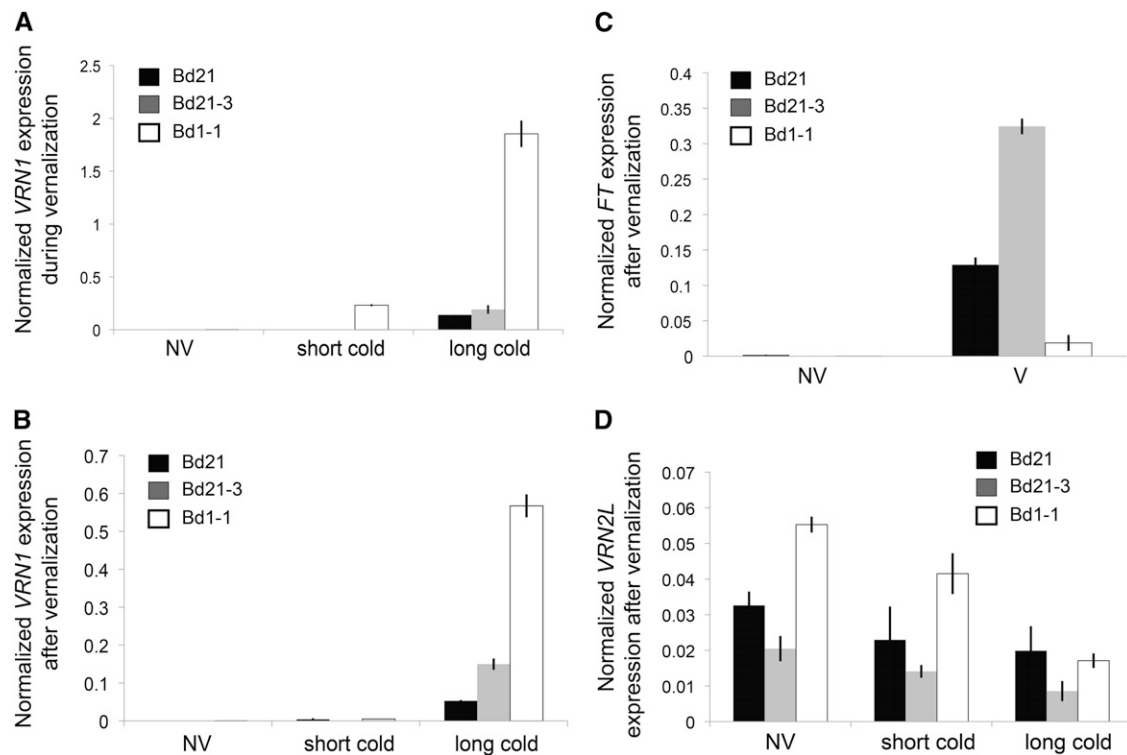 A
Normalized VRN1 expression
during vernalization
2.5
2
1.5
1
0.5
0
Bd21
Bd21-3
Bd1-1
NV short cold long cold
B
Normalized VRN1 expression
after vernalization
0.7
0.6
0.5
0.4
0.3
0.2
0.1
0
Bd21
Bd21-3
Bd1-1
NV short cold long cold
C
Normalized FT expression
after vernalization
0.4
0.35
0.3
0.25
0.2
0.15
0.1
0.05
0
Bd21
Bd21-3
Bd1-1
NV V
D
Normalized VRN2L
expression after vernalization
0.07
0.06
0.05
0.04
0.03
0.02
0.01
0
Bd21
Bd21-3
Bd1-1
NV short cold long cold